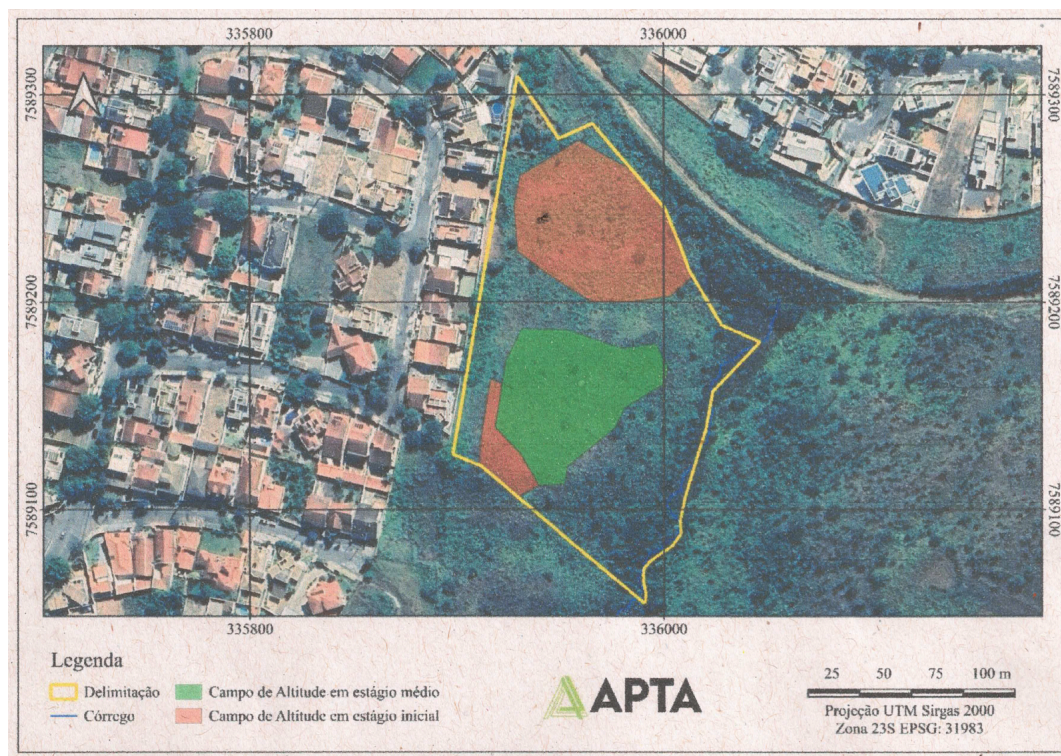 335800
336000
7589300
7589300
7589200
7589200
7589100
7589100
335800
336000
Legenda
Delimitação
Córrego
Campo de Altitude em estágio médio
Campo de Altitude em estágio inicial
APTA
25 50 75 100 m
Projeção UTM Sirgas 2000
Zona 23S EPSG: 31983